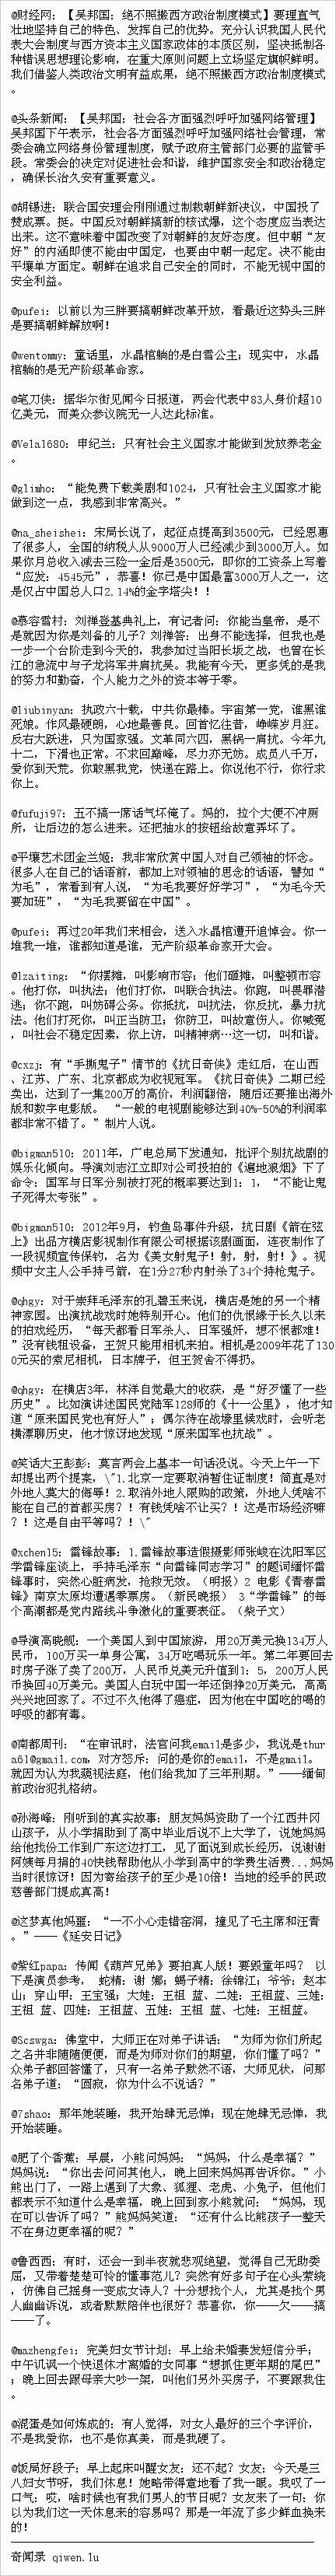 @财经网：【吴邦国：绝不照搬西方政治制度模式】要理直气
壮地坚持自己的特色、发挥自己的优势。充分认识我国人民代
表大会制度与西方资本主义国家政体的本质区别，坚决抵制各
种错误思想理论影响，在重大原则问题上立场坚定旗帜鲜明。
我们借鉴人类政治文明有益成果，绝不照搬西方政治制度模式
。
@头条新闻：【吴邦国：社会各方面强烈呼吁加强网络管理】
吴邦国下午表示，社会各方面强烈呼吁加强网络社会管理，常
委会确立网络身份管理制度，赋予政府主管部门必要的监管手
段。常委会的决定对促进社会和谐，维护国家安全和政治稳定
，确保长治久安有重要意义。
@胡锡进：联合国安理会刚刚通过制裁朝鲜新决议，中国投了
赞成票。挺。中国反对朝鲜搞新的核试爆，这个态度应当表达
出来。这不意味着中国改变了对朝鲜的友好态度。但中朝“友
好”的内涵即使不能由中国定，也要由中朝一起定。决不能由
平壤单方面定。朝鲜在追求自己安全的同时，不能无视中国的
安全利益。
@pufei：以前以为三胖要搞朝鲜改革开放，看最近这势头三胖
是要搞朝鲜解放啊！
@wentommy：童话里，水晶棺躺的是白雪公主；现实中，水晶
棺躺的是无产阶级革命家。
@笔刀侠：据华尔街见闻今日报道，两会代表中83人身价超10
亿美元，而美众参议院无一人达此标准。
@Vela1680：申纪兰：只有社会主义国家才能做到发放养老金
。
@glimho：“能免费下载美剧和1024，只有社会主义国家才能
做到这一点，我感到非常高兴。”
@na_sheishei：宋局长说了，起征点提高到3500元，已经恩惠
了很多人，全国的纳税人从9000万人已经减少到3000万人。如
果你月总收入减去三险一金后是3500元，即你的工资条上写着
“应发：4545元”，恭喜！你已是中国最富3000万人之一，这
是仅占中国总人口2.14%的金字塔尖！！
@慕容雪村：刘禅登基典礼上，有记者问：你能当皇帝，是不
是就因为你是刘备的儿子？刘禅答：出身不能选择，但我也是
一步一个台阶走到今天的，我参加过当阳长坂之战，也曾在长
江的急流中与子龙将军并肩抗吴。我能有今天，更多凭的是我
的努力和勤奋，个人能力之外的资本等于零。
@liubinyan：执政六十载，中共你最棒。宇宙第一党，谁黑谁
死娘。作风最硬朗，心地最善良。回首忆往昔，峥嵘岁月狂。
反右大跃进，只为国家强。文革同六四，黑锅一肩抗。今年九
十二，下滑也正常。不求回巅峰，尽力亦无妨。成员八千万，
爱你到天荒。你敢黑我党，快递在路上。你说他不行，你行求
你上。
@fufuji97：五不搞一席话气坏俺了。妈的，拉个大便不冲厕
所，让后边的怎么进来。还把抽水的按钮给故意弄坏了。
@平壤艺术团金兰姬：我非常欣赏中国人对自己领袖的怀念。
很多人在自己的话语前，都加上对领袖的思念的话语，譬如“
为毛”，常看到有人说，“为毛我要好好学习”，“为毛今天
要加班”，“为毛我要留在中国”。
@pufei：再过20年我们来相会，送入水晶棺遭开追悼会。你一
堆我一堆，谁都知道是谁，无产阶级革命家开大会。
@lzaiting：“你摆摊，叫影响市容；他们砸摊，叫整顿市容
。他打你，叫执法；他们打你，叫联合执法。你跑，叫畏罪潜
逃；你不跑，叫妨碍公务。你抵抗，叫抗法，你反抗，暴力抗
法。他们打死你，叫正当防卫；你防卫，叫故意伤人。你喊冤
，叫社会不稳定因素，你上访，叫精神病…这一切，叫和谐。
@cxzj：有“手撕鬼子”情节的《抗日奇侠》走红后，在山西
、江苏、广东、北京都成为收视冠军。《抗日奇侠》二期已经
卖出，达到了一集200万的高价，利润翻倍，随后还要推出海外
版和数字电影版。 “一般的电视剧能够达到40%-50%的利润率
都非常不错了。”制片人说。
@bigman510：2011年，广电总局下发通知，批评个别抗战剧的
娱乐化倾向。导演刘志江立即对公司投拍的《遍地狼烟》下了
命令：国军与日军分别被打死的概率要达到1：1，“不能让鬼
子死得太夸张”。
@bigman510：2012年9月，钓鱼岛事件升级，抗日剧《箭在弦
上》出品方横店影视制作有限公司根据该剧画面，连夜制作了
一段视频宣传保钓，名为《美女射鬼子！射，射，射！》。视
频中女主人公手持弓箭，在1分27秒内射杀了34个持枪鬼子。
@qhgy：对于崇拜毛泽东的孔碧玉来说，横店是她的另一个精
神家园。出演抗战戏时她特别开心。他们的仇恨缘于长久以来
的拍戏经历，“每天都看日军杀人、日军强奸，想不恨都难！
”没有钱租设备，王贺只能用相机来拍。相机是2009年花了130
0元买的索尼相机，日本牌子，但王贺舍不得扔。
@qhgy：在横店3年，林洋自觉最大的收获，是“好歹懂了一些
历史”。比如演讲述国民党陆军128师的《十一公里》，他才知
道“原来国民党也有好人”；偶尔待在战壕里候戏时，会听老
横漂聊历史，他才惊讶地发现“原来国军也抗战”。
@笑话大王彭彭：莫言两会上基本一句话没说。今天上午一下
却提出两个提案，\"1.北京一定要取消暂住证制度！简直是对
外地人莫大的侮辱！2.取消外地人限购的政策，外地人凭啥不
能在自己的首都买房？！有钱凭啥不让买？！这是市场经济嘛
？！这是自由平等吗？！\"
@xchen15：雷锋故事：1.雷锋故事造假摄影师张峻在沈阳军区
学雷锋座谈上，手持毛泽东“向雷锋同志学习”的题词缅怀雷
锋事时，突然心脏病发，抢救无效。（明报）2 电影《青春雷
锋》南京太原均遭遇零票房。（新民晚报） 3“学雷锋”的每
个高潮都是党内路线斗争激化的重要表征。（柴子文）
@导演高晓舰：一个美国人到中国旅游，用20万美元换134万人
民币，100万买一单身公寓，34万吃喝玩乐一年。第二年要回去
时房子涨了卖了200万，人民币兑美元升值到1：5，200万人民
币换回40万美元。美国人白玩中国一年还倒挣20万美元，高高
兴兴地回家了。不过不久他得了癌症，因为他在中国吃的喝的
呼吸的都有毒。
@南都周刊：“在审讯时，法官问我email是多少，我说是thur
a61@gmail.com，对方怒斥：问的是你的email，不是gmail。
就因为认为我藐视法庭，他们给我加了三年刑期。”——缅甸
前政治犯扎格纳。
@孙海峰：刚听到的真实故事：朋友妈妈资助了一个江西井冈
山孩子，从小学捐助到了高中毕业后说不上大学了，说她妈妈
给他找份工作到广东这边打工，见了面说到成长经历，说谢谢
阿姨每月捐的40块钱帮助他从小学到高中的学费生活费...妈妈
当时很惊讶！因为寄给孩子的至少是10倍！当地的经手的民政
慈善部门提成真高！
@这梦真他妈噩：“一不小心走错窑洞，撞见了毛主席和汪青
。”——《延安日记》
@紫红papa：传闻《葫芦兄弟》要拍真人版！要毁童年吗？ 以
下是演员参考， 蛇精：谢 娜；蝎子精：徐锦江；爷爷：赵本
山；穿山甲：王宝强；大娃：王祖 蓝、二娃：王祖蓝、三娃：
王祖 蓝、四娃：王祖蓝、五娃：王祖 蓝、七娃：王祖蓝。
@Scswga：佛堂中，大师正在对弟子讲话：“为师为你们所起
之名并非随随便便，而是为师对你们的期望，你们懂了吗？”
众弟子都回答懂了，只有一名弟子默然不语，大师见状，问那
名弟子道：“圆寂，你为什么不说话？”
@7shao：那年她装睡，我开始肆无忌惮；现在她肆无忌惮，我
开始装睡。
@肥了个香蕉：早晨，小熊问妈妈：“妈妈，什么是幸福？”
妈妈说：“你出去问问其他人，晚上回来妈妈再告诉你。”小
熊出门了，一路上遇到了大象、狐狸、老虎、小兔子，但他们
都表示不知道什么是幸福，晚上回到家小熊就问：“妈妈，现
在可以告诉了吗？”熊妈妈笑道：“还有什么比熊孩子一整天
不在身边更幸福的呢？”
@鲁西西：有时，还会一到半夜就悲观绝望，觉得自己无助委
屈，又带着楚楚可怜的懂事范儿？突然有好多句子在心头萦绕
，仿佛自己摇身一变成女诗人？十分想找个人，尤其是找个男
人幽幽诉说，或者默默陪伴也很好？恭喜你，你——欠——搞
——了。
@mazhengfei：完美妇女节计划：早上给未婚妻发短信分手；
中午讥讽一个快退休才离婚的女同事“想抓住更年期的尾巴”
；晚上回去跟母亲大吵一架，叫他们另外买房子，不要跟我住
。
@混蛋是如何炼成的：有人觉得，对女人最好的三个字评价，
不是我爱你，也不是你真美，而是我硬了。
@饭局好段子：早上起床叫醒女友：还不起？女友：今天是三
八妇女节呀，我们休息！她略带得意地看了我一眼。我叹了一
口气：哎，啥时候也有我们男人的节日呢？女友来了一句：你
以为我们这一天休息来的容易吗？那是一年流了多少鲜血换来
的！
奇闻录 qiwen.lu